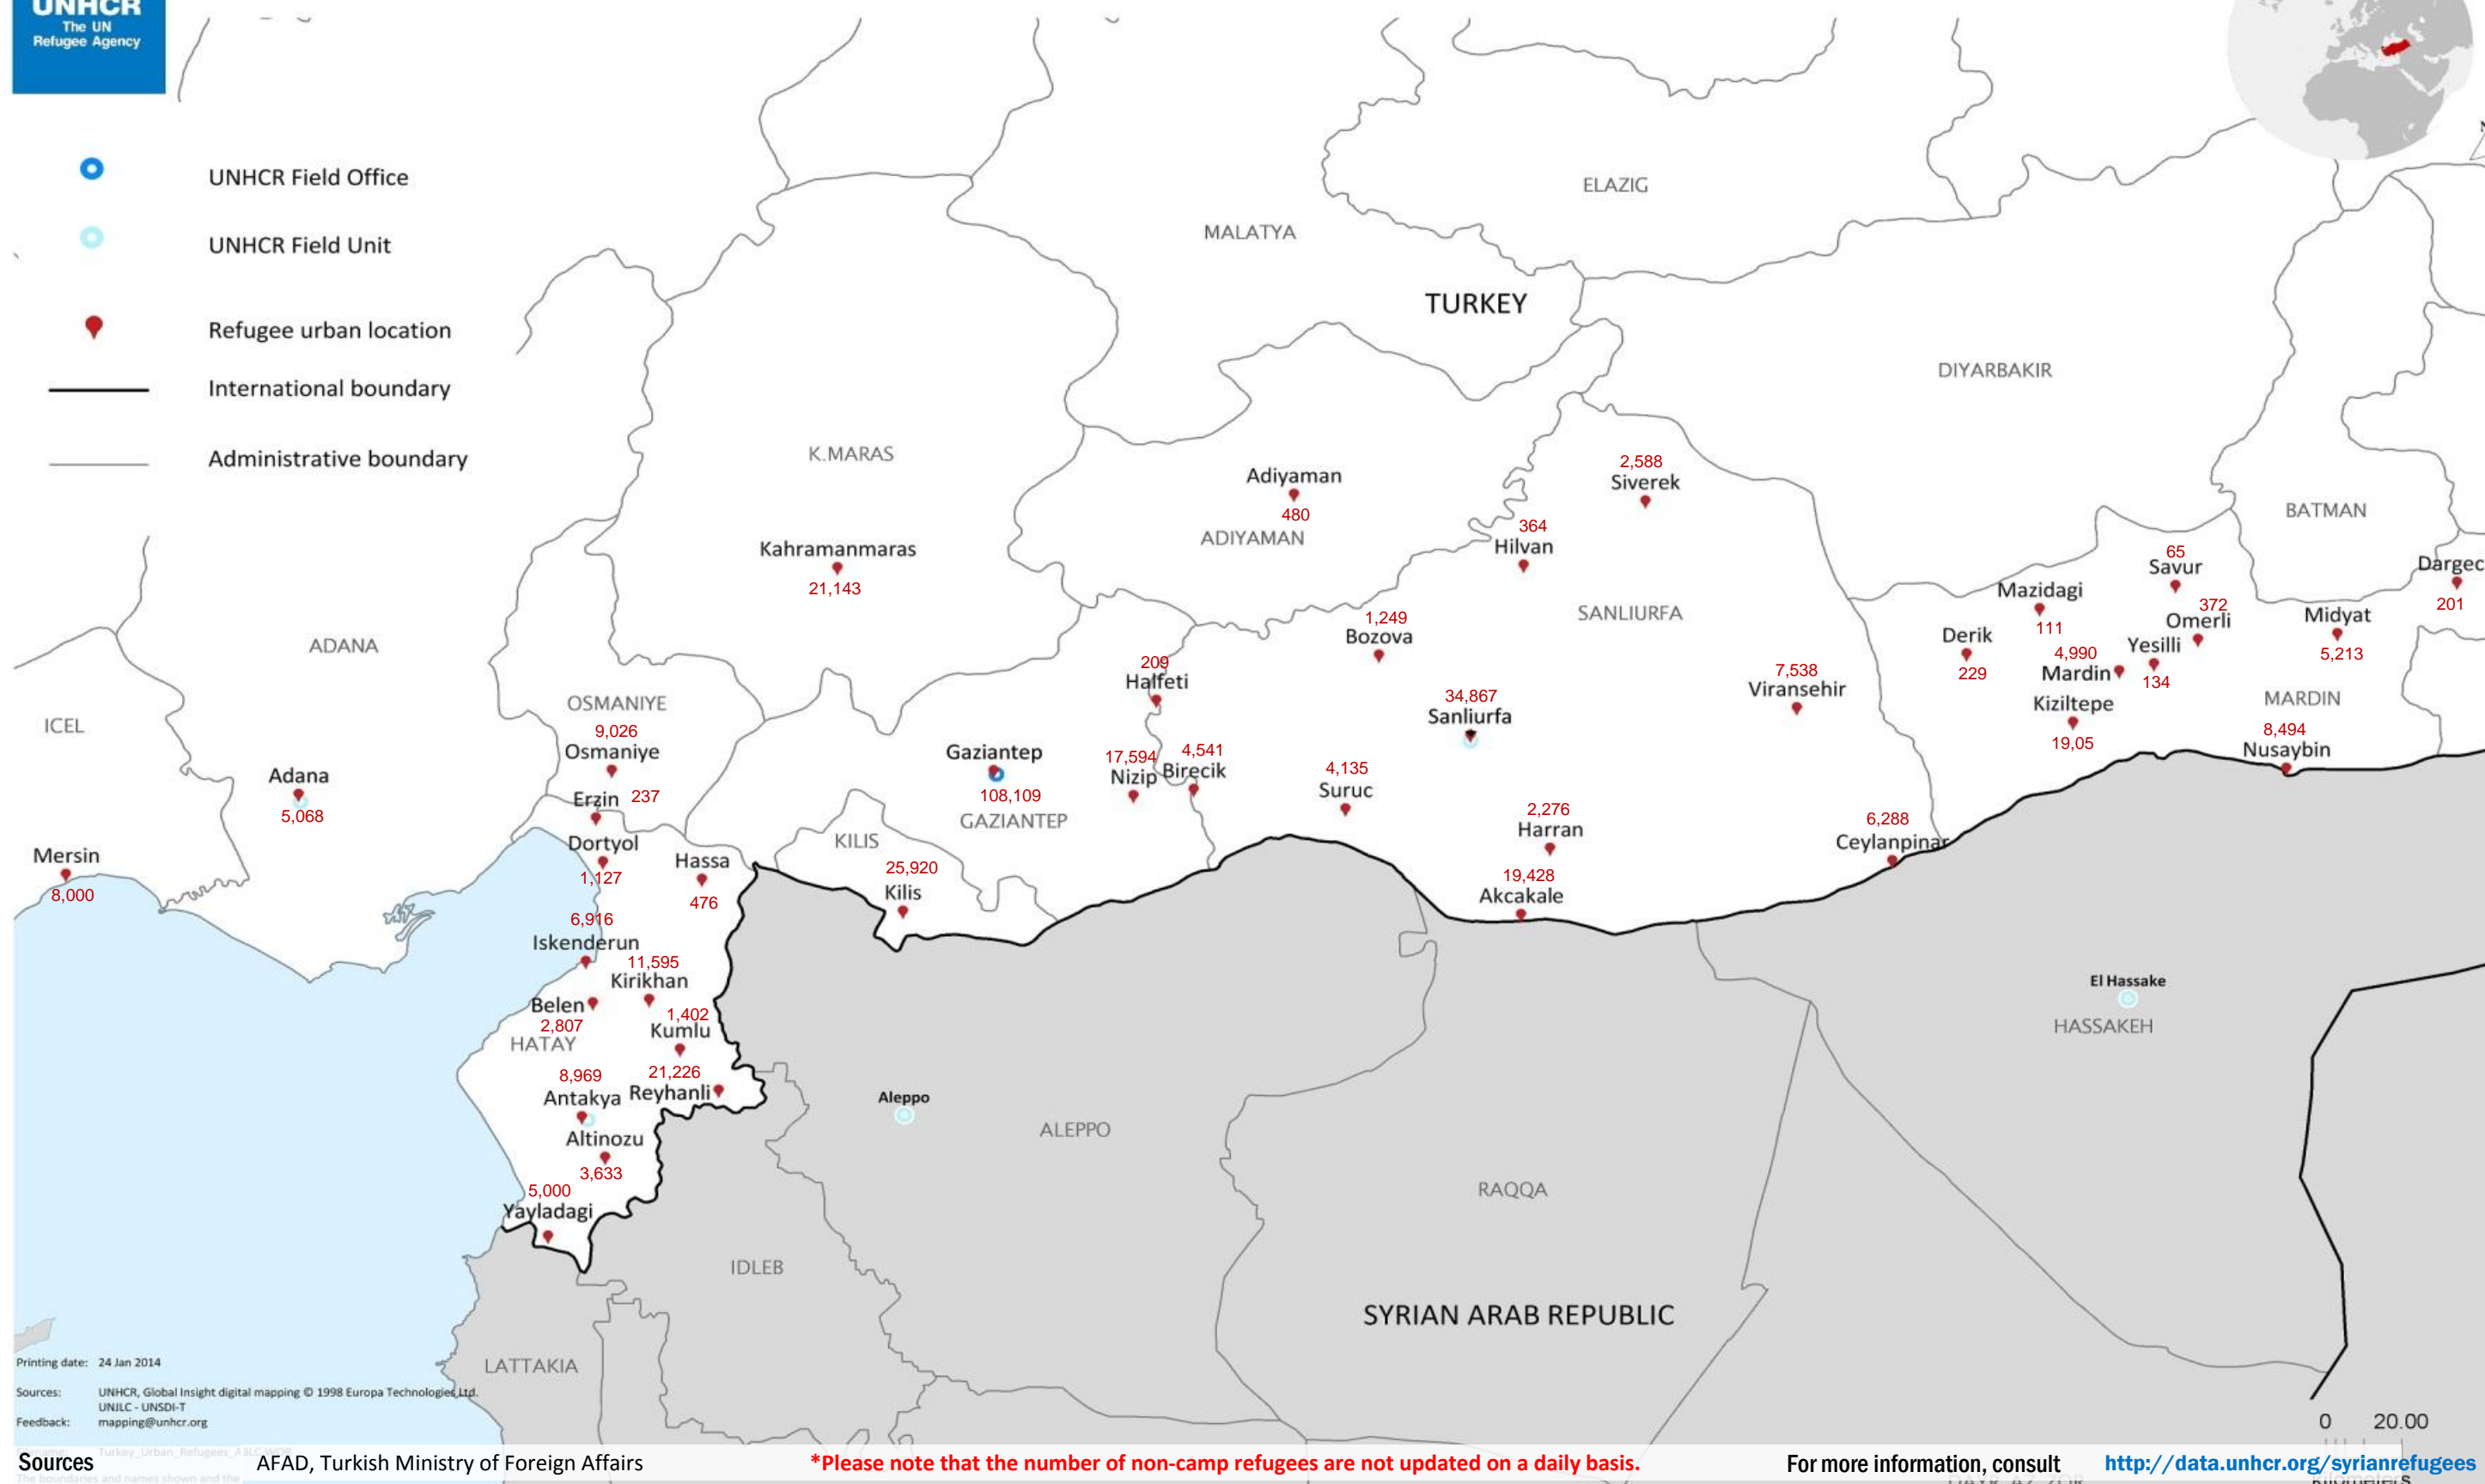 UNHCR
The UN
Refugee Agency
UNHCR Field Office
UNHCR Field Unit
Refugee urban location
International boundary
Administrative boundary
ELAZIG
MALATYA
TURKEY
DIYARBAKIR
K.MARAS
Adiyaman
480
ADIYAMAN
2,588
Siverek
364
Hilvan
BATMAN
Kahramanmaras
21,143
65
Savur
Dargec
201
Mazidagi
111
372
Omerli
Midyat
5,213
SANLIURFA
1,249
Bozova
ADANA
Derik
229
4,990
Mardin
Yesilli
134
209
Halfeti
7,538
Viransehir
34,867
Sanliurfa
OSMANIYE
MARDIN
Kiziltepe
19,05
ICEL
9,026
Osmaniye
8,494
Nusaybin
Gaziantep
108,109
GAZIANTEP
17,594
Nizip
4,541
Birecik
4,135
Suruc
Adana
5,068
Erzin 237
2,276
Harran
6,288
Ceylanpinar
KILIS
Dortyol
1,127
Mersin
8,000
Hassa
476
25,920
Kilis
19,428
Akcakale
6,916
Iskenderun
11,595
Kirikhan
Belen
2,807
HATAY
1,402
Kumlu
El Hassake
HASSAKEH
8,969
Antakya
21,226
Reyhanli
Aleppo
ALEPPO
Altinozu
3,633
5,000
Yayladagi
RAQQA
IDLEB
SYRIAN ARAB REPUBLIC
LATTAKIA
Printing date: 24 Jan 2014
Sources: UNHCR, Global Insight digital mapping © 1998 Europa Technologies Ltd.
UNJLC - UNSDI-T
Feedback: mapping@unhcr.org
0 20.00
Turkey_Urban_Refugees_A3LC.WOR
Sources AFAD, Turkish Ministry of Foreign Affairs *Please note that the number of non-camp refugees are not updated on a daily basis. For more information, consult http://data.unhcr.org/syrianrefugees
The boundaries and names shown and the